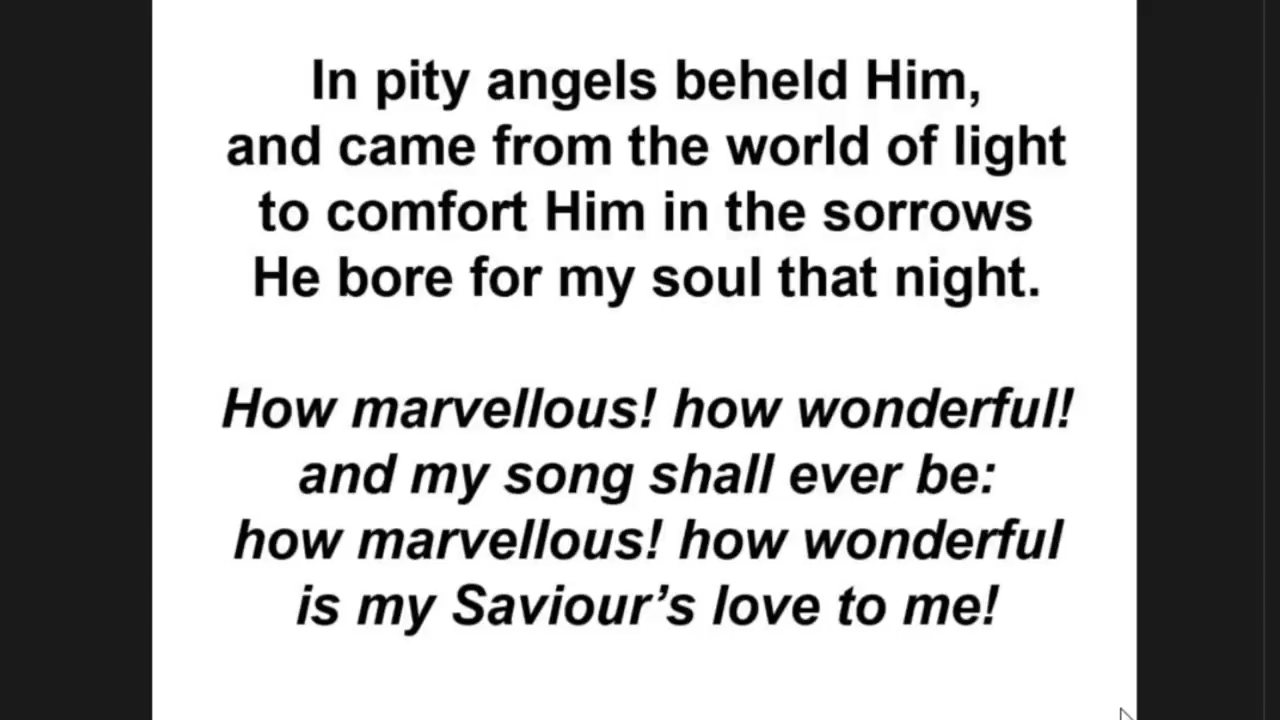 In pity angels beheld Him,
and came from the world of light
to comfort Him in the sorrows
He bore for my soul that night.
How marvellous! how wonderful!
and my song shall ever be:
how marvellous! how wonderful
is my Saviour’s love to me!